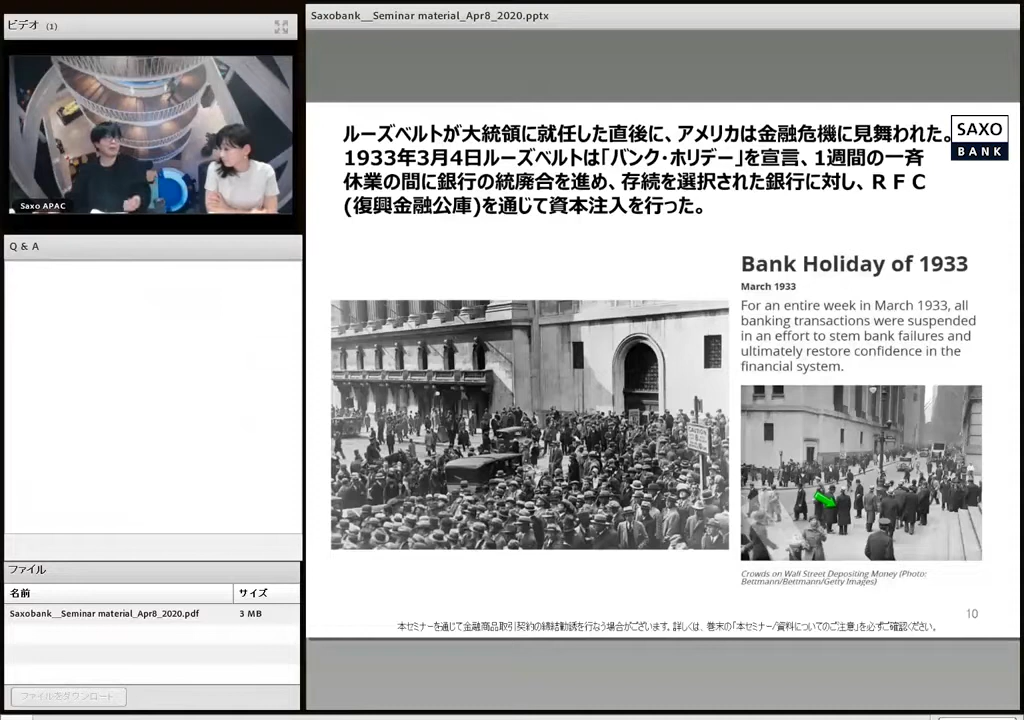 ビデオ (1)
Saxo APAC
Q & A
ファイル
名前
サイズ
Saxobank__Seminar material_Apr8_2020.pdf
3 MB
ファイルをダウンロード
Saxobank__Seminar material_Apr8_2020.pptx
ルーズベルトが大統領に就任した直後に、アメリカは金融危機に見舞われた。
1933年3月4日ルーズベルトは「バンク・ホリデー」を宣言、1週間の一斉
休業の間に銀行の統廃合を進め、存続を選択された銀行に対し、ＲＦＣ
(復興金融公庫)を通じて資本注入を行った。
SAXO
BANK
Bank Holiday of 1933
March 1933
For an entire week in March 1933, all
banking transactions were suspended
in an effort to stem bank failures and
ultimately restore confidence in the
financial system.
Crowds on Wall Street Depositing Money (Photo:
Bettmann/Bettmann/Getty Images)
10
本セミナーを通じて金融商品取引契約の締結勧誘を行なう場合がございます。詳しくは、巻末の「本セミナー/資料についてのご注意」を必ずご確認ください。